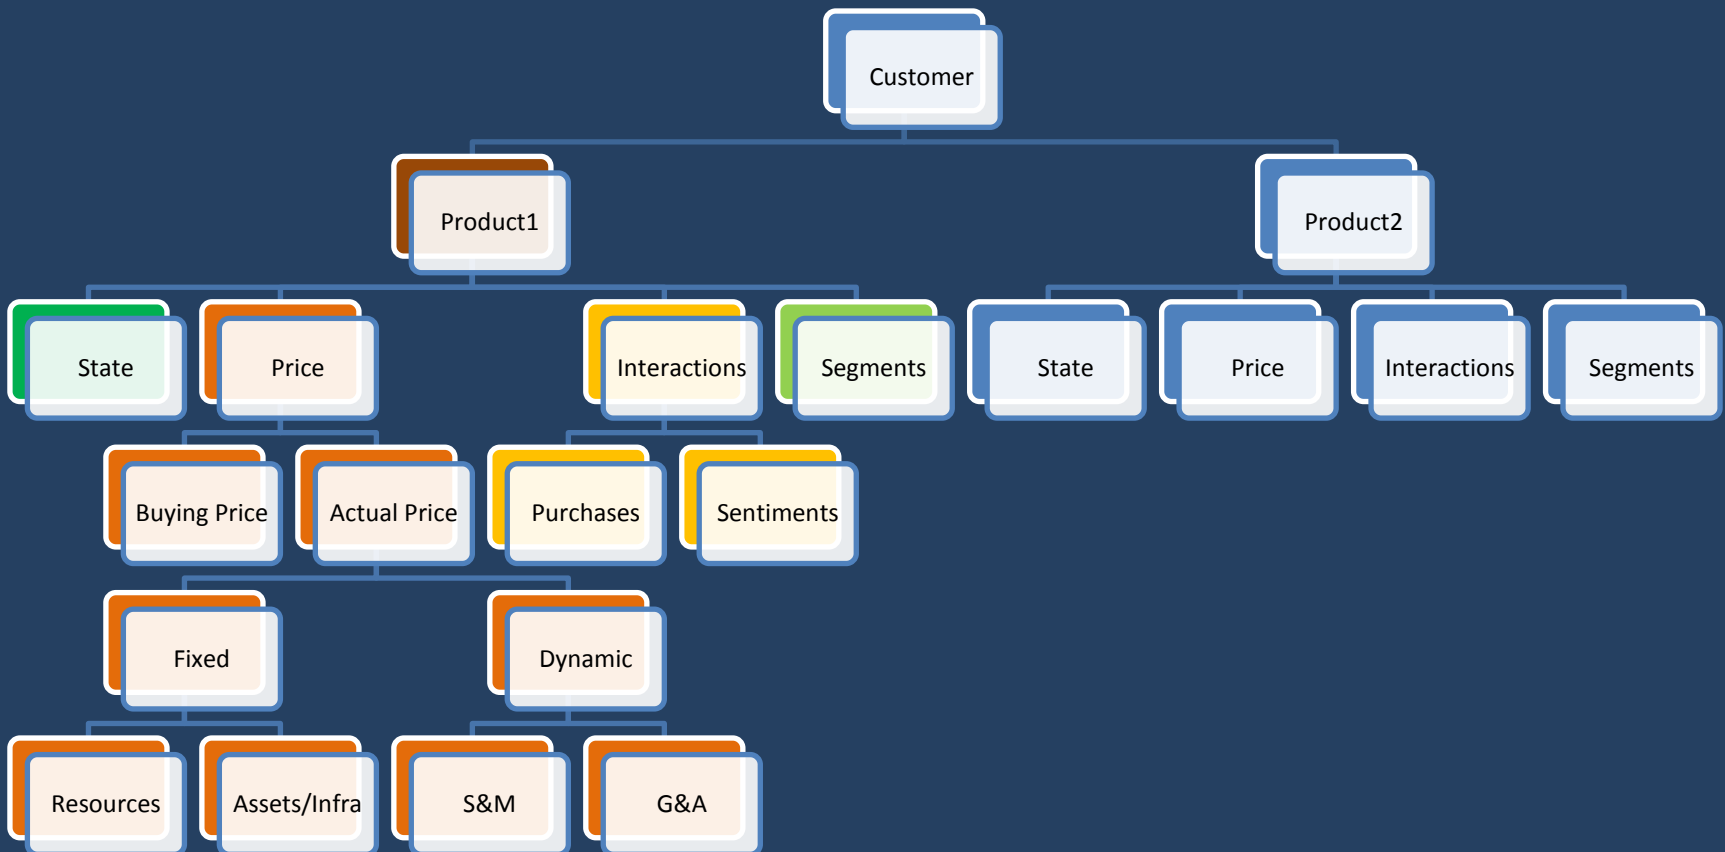 Customer
Product1
Product2
State
Price
Interactions
Segments
State
Price
Interactions
Segments
Buying Price
Actual Price
Purchases
Sentiments
Fixed
Dynamic
Resources
Assets/Infra
S&M
G&A